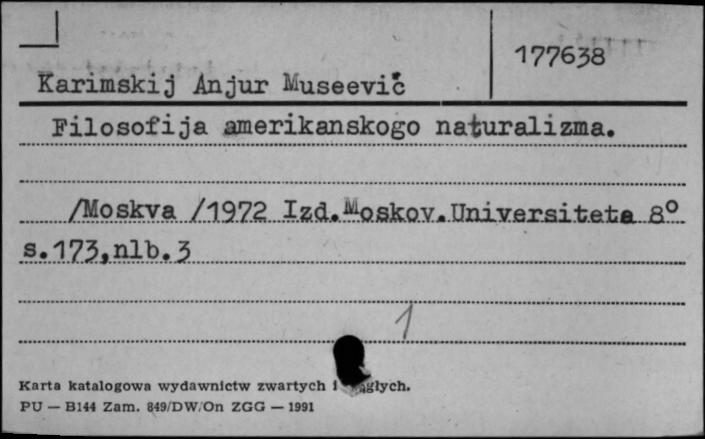 177638
Karimskij Anjur Museevič
Filosofija amerikanskogo naturalizma.
/Moskva /1972 Izd.Moskov.Universiteta 8°
s.173,nlb.3
1
Karta katalogowa wydawnictw zwartych i
PU — B144 Zam. 849/DW/On ZGG — 1991